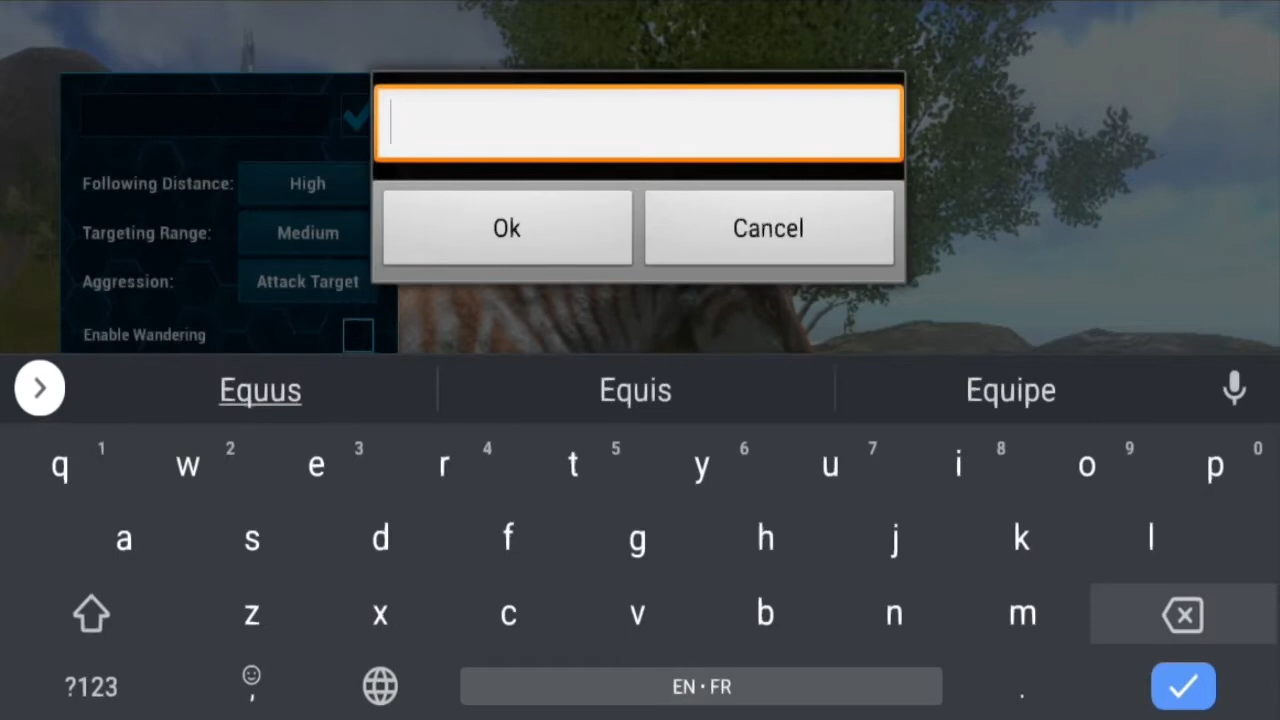 Following Distance: High
Targeting Range: Medium
Aggression: Attack Target
Enable Wandering
Ok Cancel
Equus Equis Equipe
q 1 w 2 e 3 r 4 t 5 y 6 u 7 i 8 o 9 p 0
a s d f g h j k l
z x c v b n m
?123 , EN · FR .